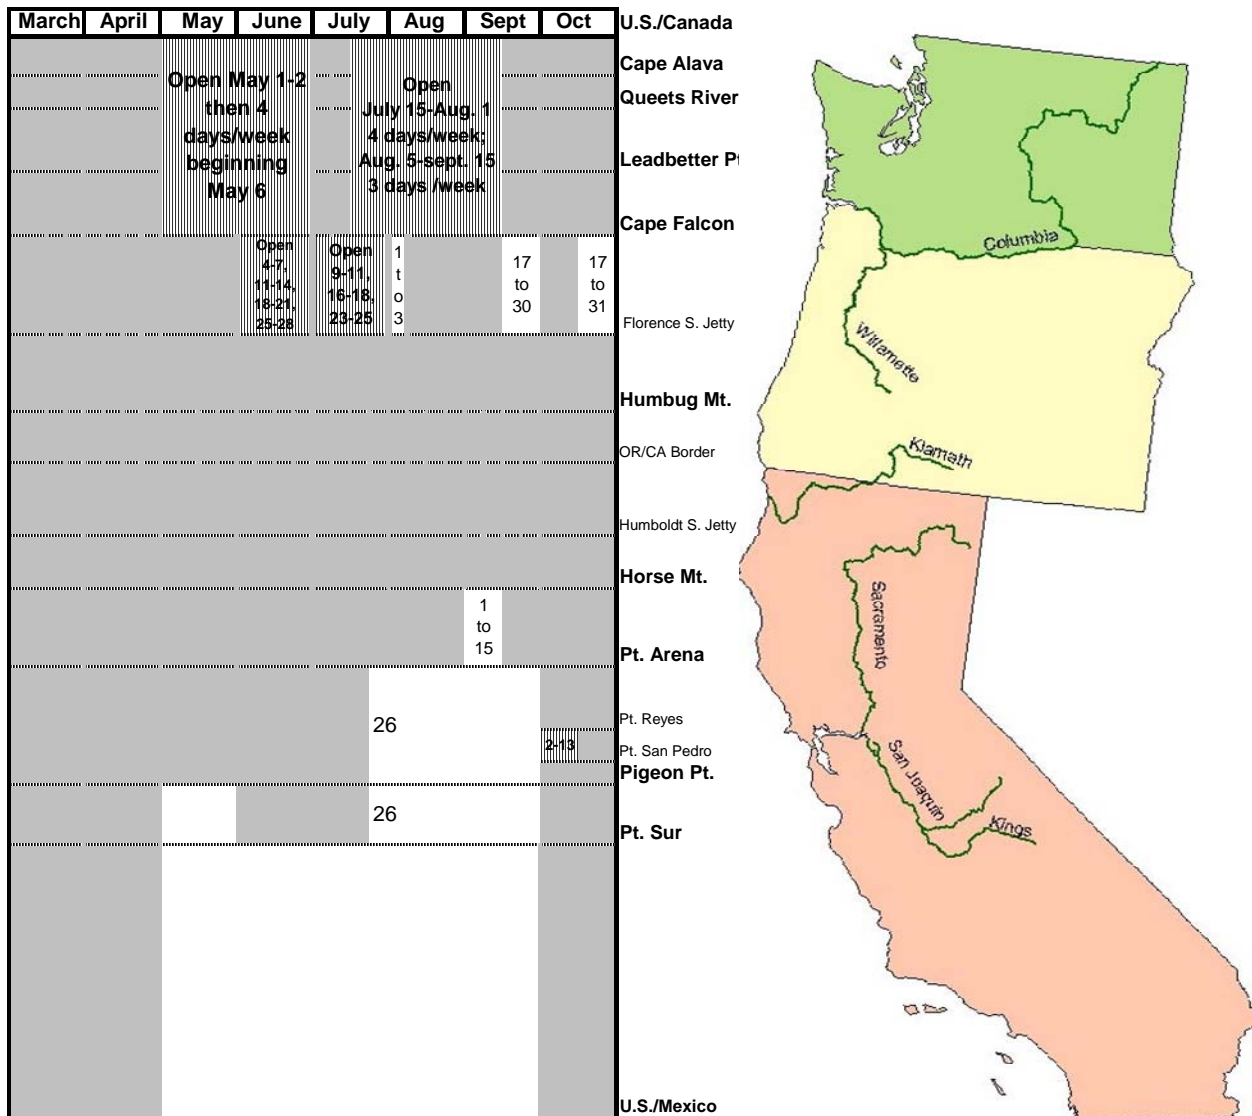 March April May June July Aug Sept Oct
U.S./Canada
Cape Alava
Queets River
Leadbetter Pt
Cape Falcon
Open May 1-2
then 4
days/week
beginning
May 6
Open
July 15-Aug. 1
4 days/week;
Aug. 5-sept. 15
3 days /week
Open
4-7,
11-14,
18-21,
25-28
Open
9-11,
16-18,
23-25
1
t
o
3
17
to
30
17
to
31
Florence S. Jetty
Humbug Mt.
OR/CA Border
Humboldt S. Jetty
Horse Mt.
1
to
15
Pt. Arena
26
Pt. Reyes
2-13
Pt. San Pedro
Pigeon Pt.
26
Pt. Sur
U.S./Mexico
Columbia
Willamette
Klamath
Sacramento
San Joaquin
Kings